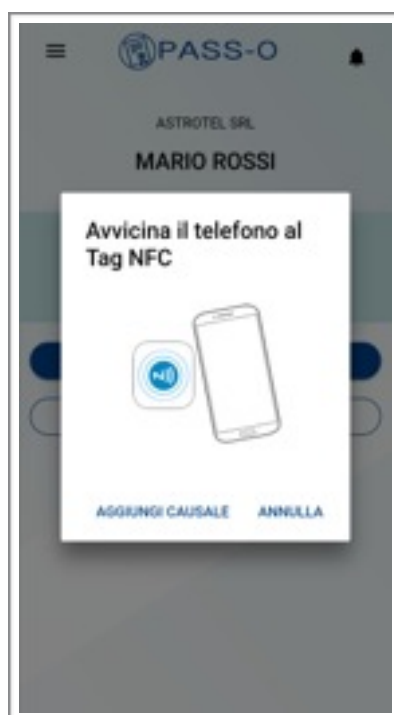 PASS-O
ASTROTEL SRL
MARIO ROSSI
Avvicina il telefono al
Tag NFC
AGGIUNGI CAUSALE ANNULLA